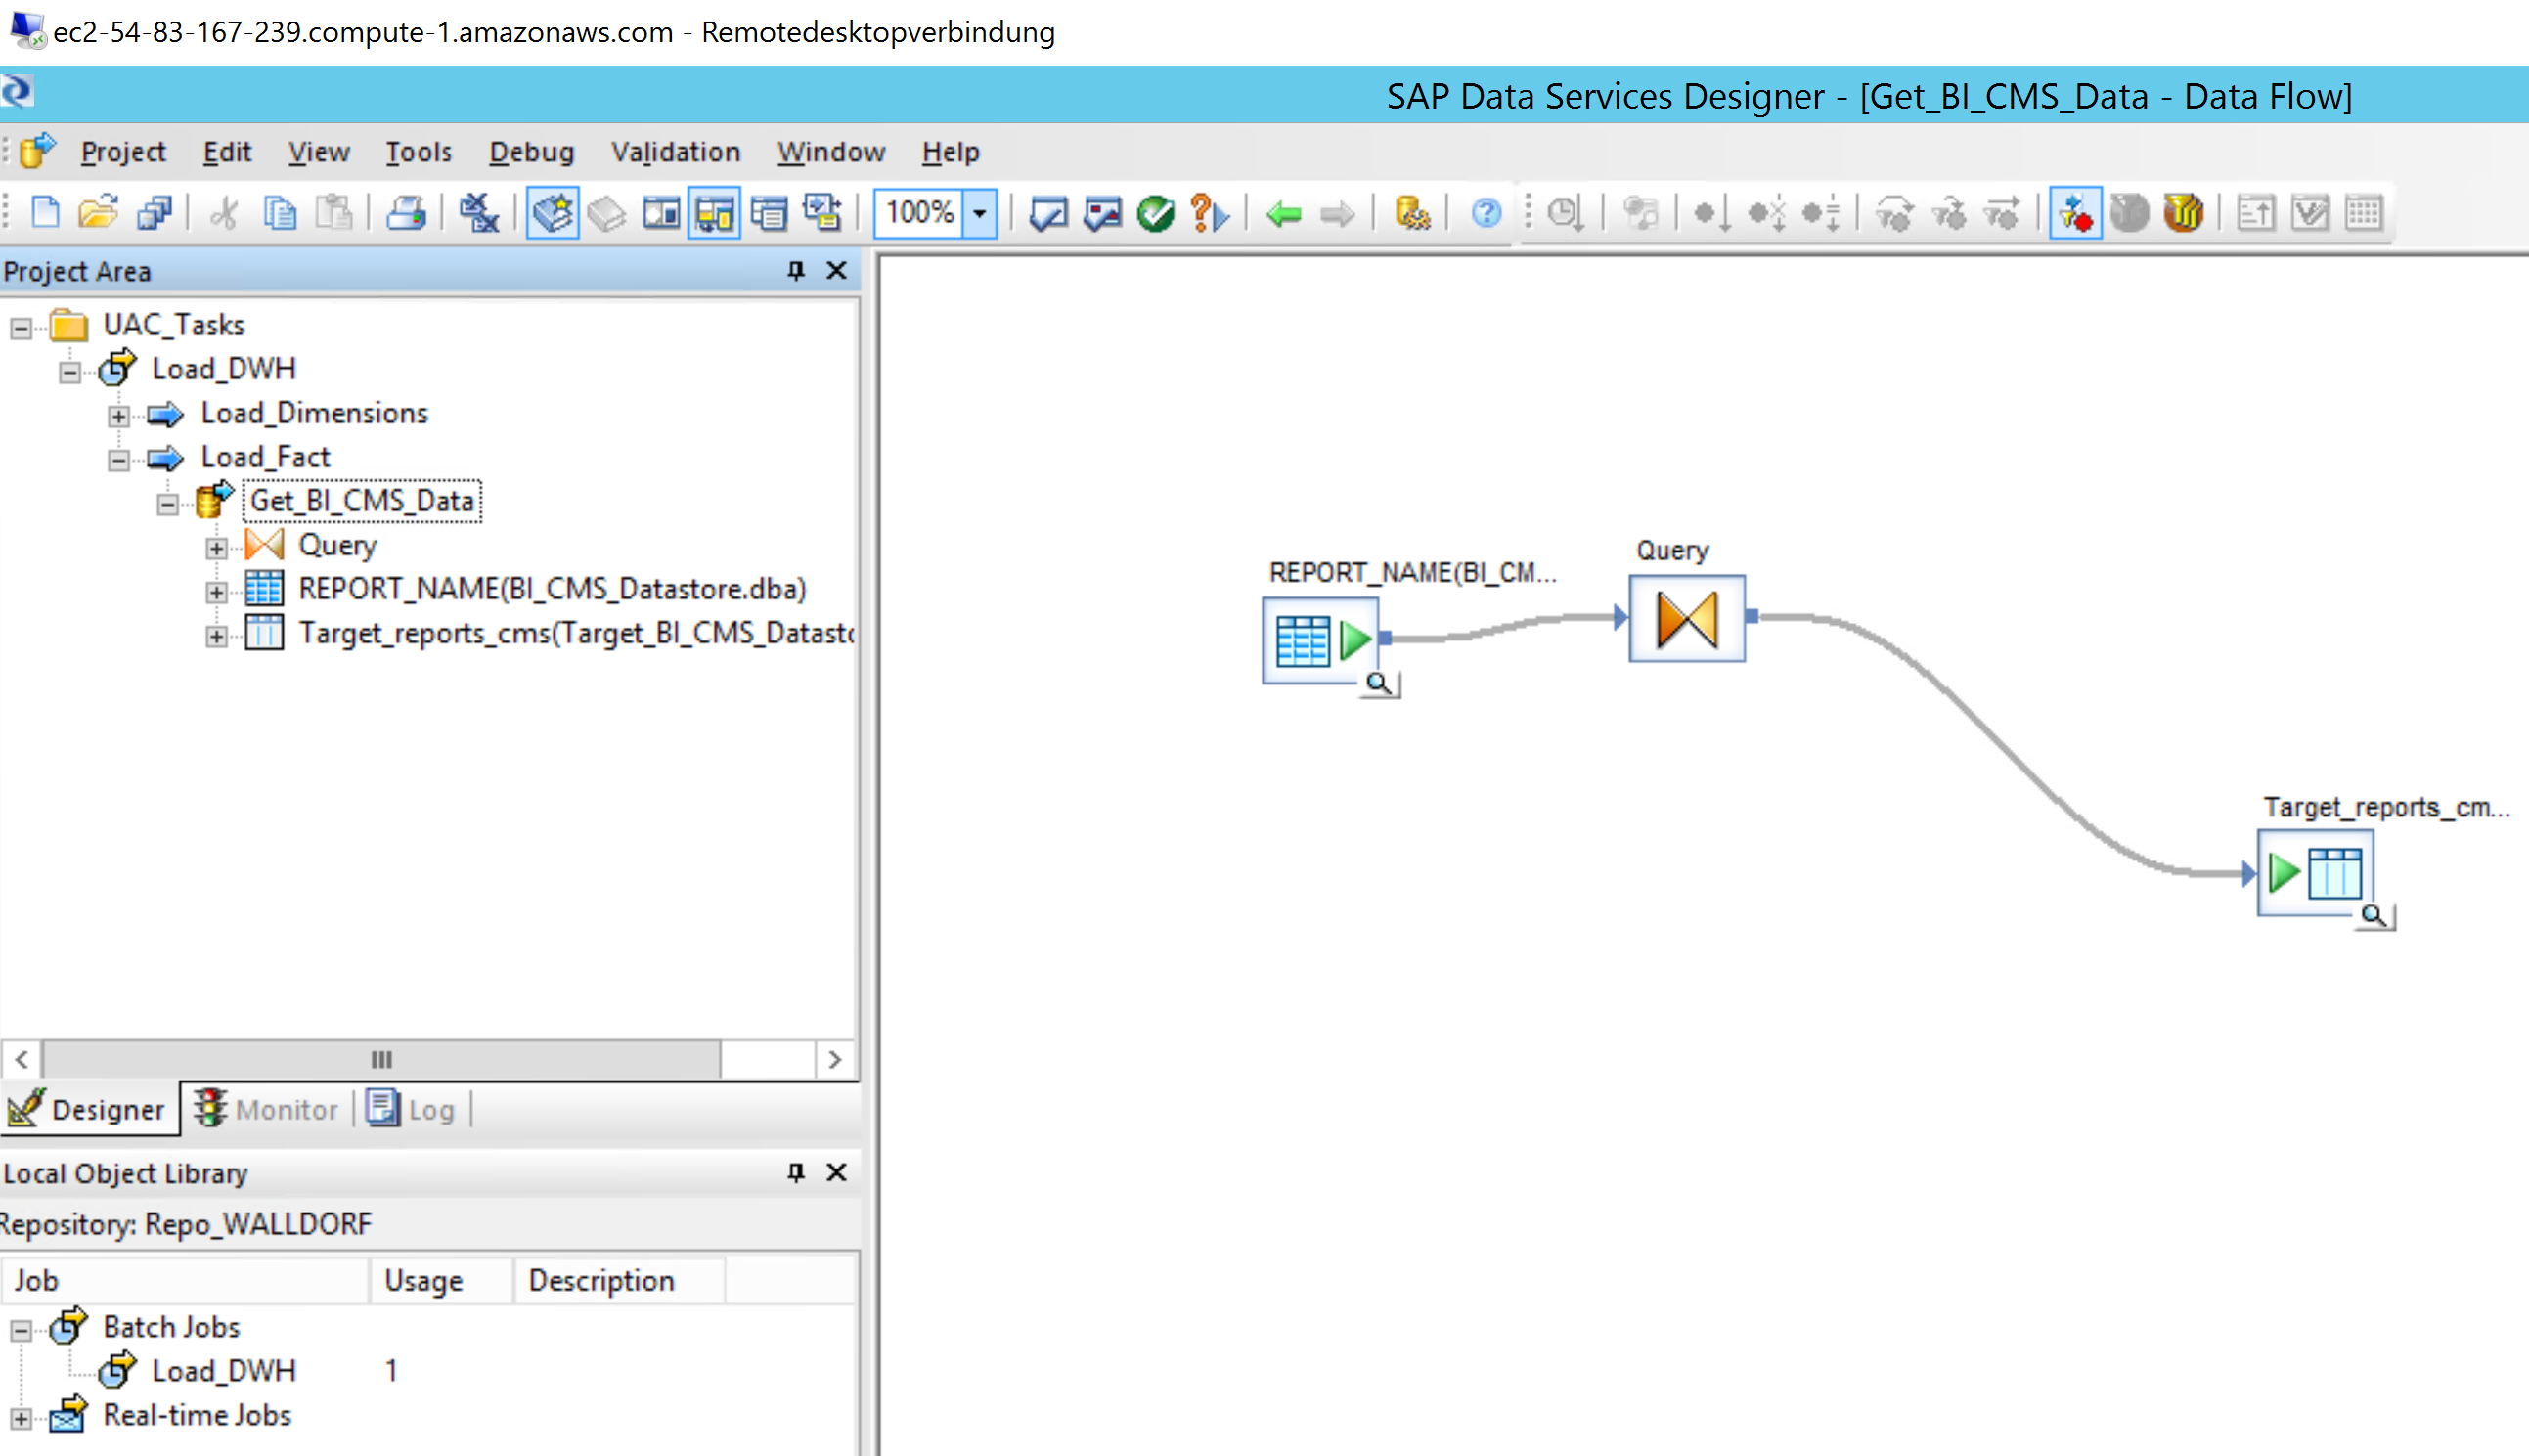 ec2-54-83-167-239.compute-1.amazonaws.com - Remotedesktopverbindung
SAP Data Services Designer - [Get_BI_CMS_Data - Data Flow]
Project Edit View Tools Debug Validation Window Help
100%
Project Area
UAC_Tasks
Load_DWH
Load_Dimensions
Load_Fact
Get_BI_CMS_Data
Query
REPORT_NAME(BI_CMS_Datastore.dba)
Target_reports_cms(Target_BI_CMS_Datasto
Designer Monitor Log
Local Object Library
Repository: Repo_WALLDORF
Job Usage Description
Batch Jobs
Load_DWH 1
Real-time Jobs
REPORT_NAME(BI_CM...
Query
Target_reports_cm...